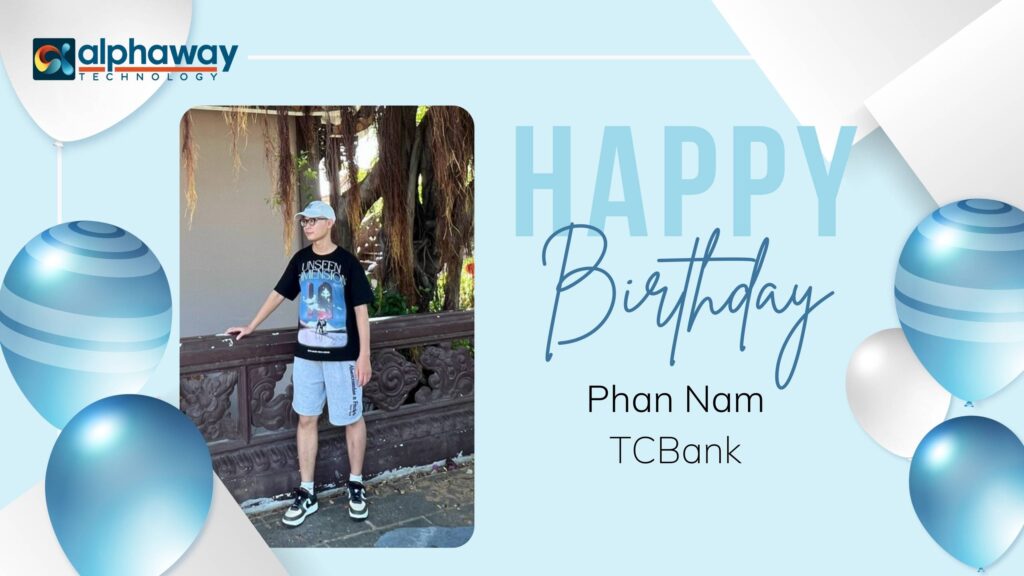 alphaway
TECHNOLOGY
HAPPY
Birthday
UNSEEN
DIMENSION
Phan Nam
TCBank